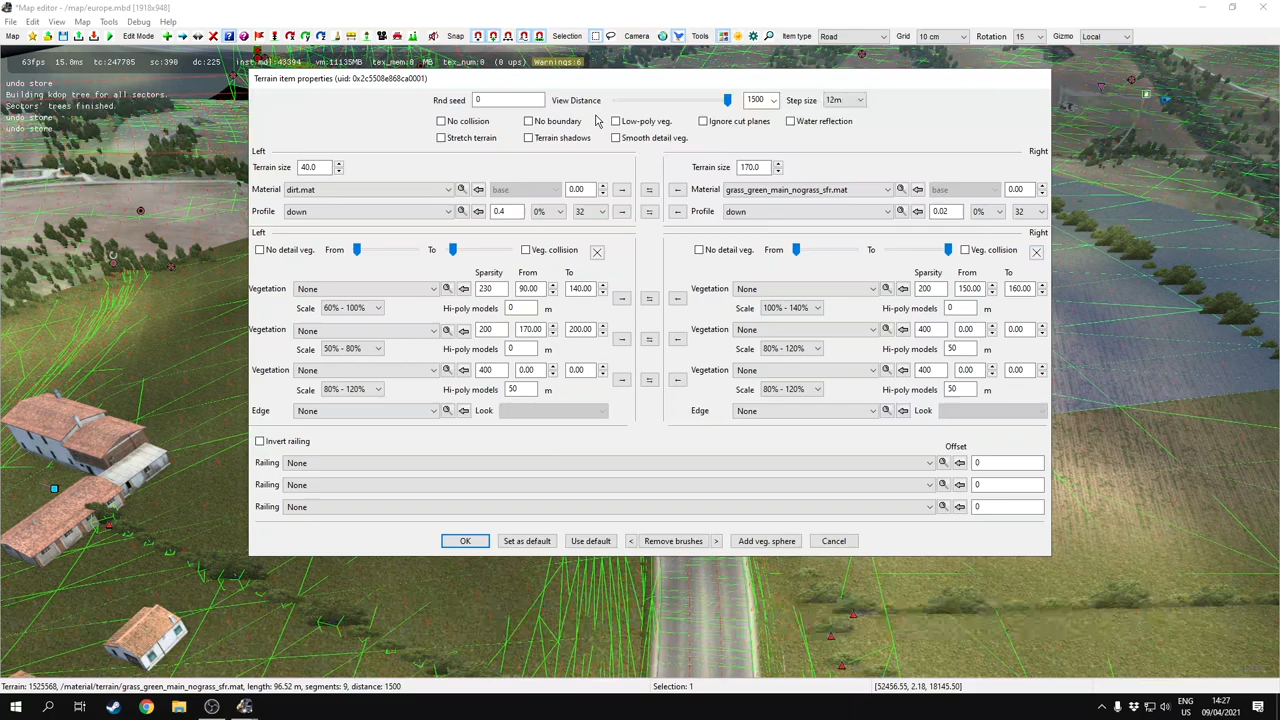 *Map editor - /map/europe.mbd [1918x948]
File Edit View Map Tools Debug Help
Map Edit Mode Snap Selection Camera Tools Item type Road Grid 10 cm Rotation 15 Gizmo Local
63fps 15.8ms tc:247785 sc:390 dc:225 inst_mdl:43394 vm:11135MB tex_mem:8 MB tex_num:0 (0 ups) Warnings:6
undo store
Building kdop tree for all sectors.
Sectors' trees finished.
undo store
undo store
Terrain item properties (uid: 0x2c5508e868ca0001)
Rnd seed 0 View Distance 1500 Step size 12m
No collision No boundary Low-poly veg. Ignore cut planes Water reflection
Stretch terrain Terrain shadows Smooth detail veg.
Left Right
Terrain size 40.0 Terrain size 170.0
Material dirt.mat base 0.00 Material grass_green_main_nograss_sfr.mat base 0.00
Profile down 0.4 0% 32 Profile down 0.02 0% 32
Left Right
No detail veg. From To Veg. collision No detail veg. From To Veg. collision
Sparsity From To Sparsity From To
Vegetation None 230 90.00 140.00 Vegetation None 200 150.00 160.00
Scale 60% - 100% Hi-poly models 0 m Scale 100% - 140% Hi-poly models 0 m
Vegetation None 200 170.00 200.00 Vegetation None 400 0.00 0.00
Scale 50% - 80% Hi-poly models 0 m Scale 80% - 120% Hi-poly models 50 m
Vegetation None 400 0.00 0.00 Vegetation None 400 0.00 0.00
Scale 80% - 120% Hi-poly models 50 m Scale 80% - 120% Hi-poly models 50 m
Edge None Look Edge None Look
Invert railing Offset
Railing None 0
Railing None 0
Railing None 0
OK Set as default Use default < Remove brushes > Add veg. sphere Cancel
Terrain: 1525568, /material/terrain/grass_green_main_nograss_sfr.mat, length: 96.52 m, segments: 9, distance: 1500 Selection: 1 [52456.55, 2.18, 18145.50]
ENG 14:27
US 09/04/2021